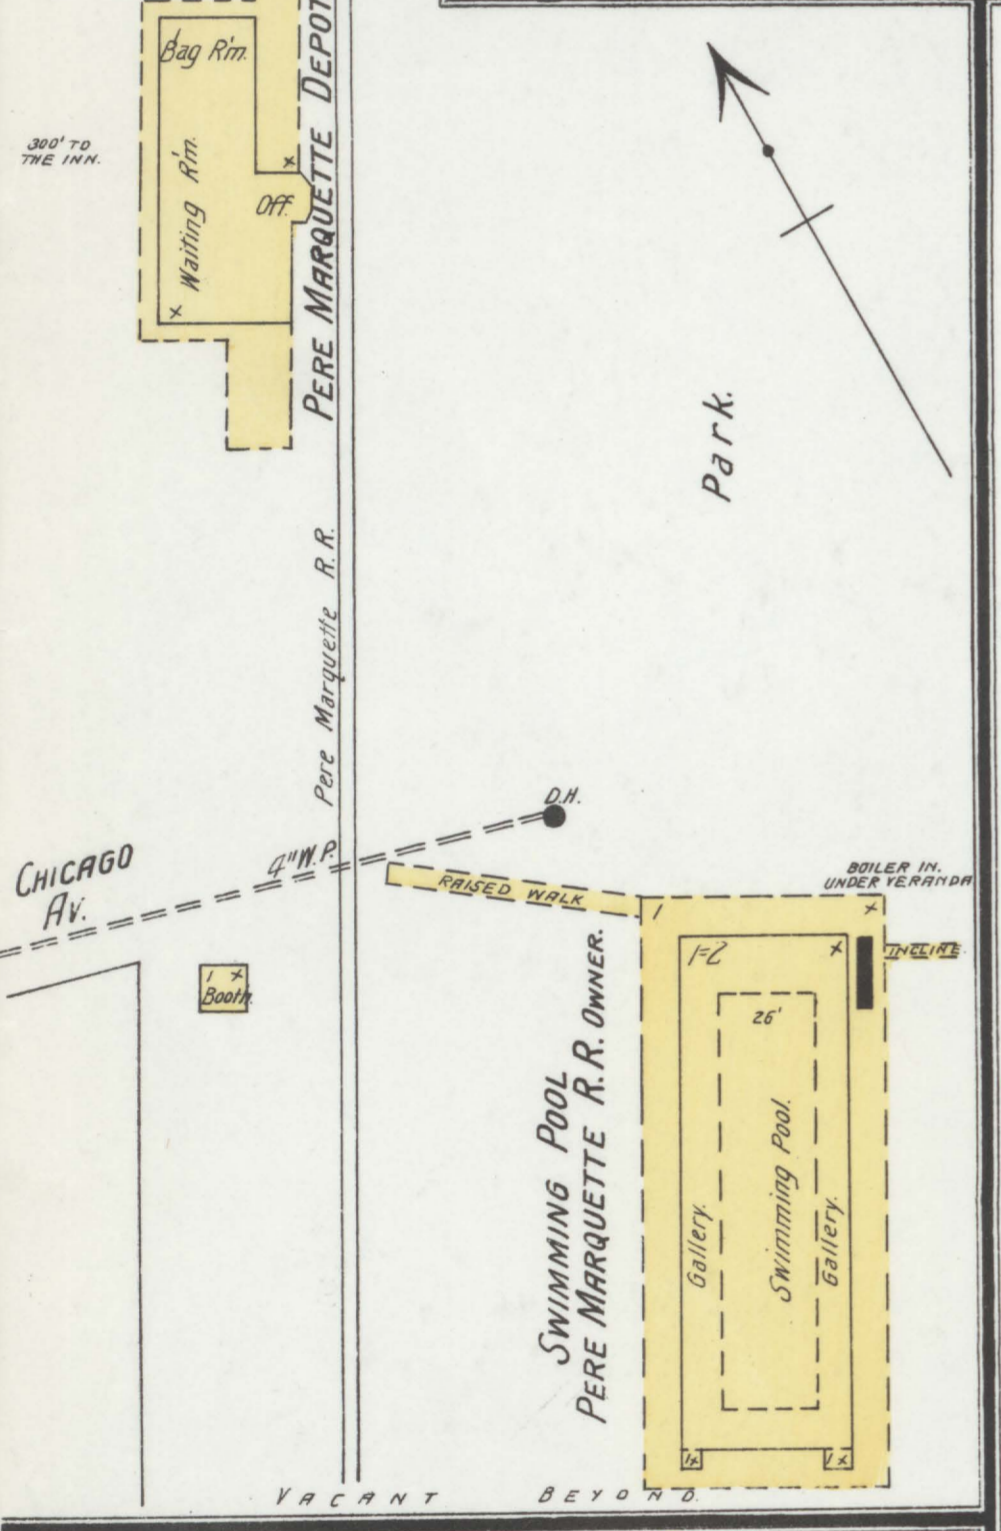 Bag R'm.
300' TO
THE INN.
Waiting R'm.
x
Off.
x
PERE MARQUETTE DEPOT
Park.
Pere Marquette R.R.
D.H.
4" W.P.
CHICAGO
AV.
RAISED WALK
BOILER IN.
UNDER VERANDA
1 x
Booth.
SWIMMING POOL
PERE MARQUETTE R.R. OWNER.
1
x
1=2
x
INCLINE
26'
Swimming Pool.
Gallery.
Gallery.
1x
1 x
VACANT BEYOND.